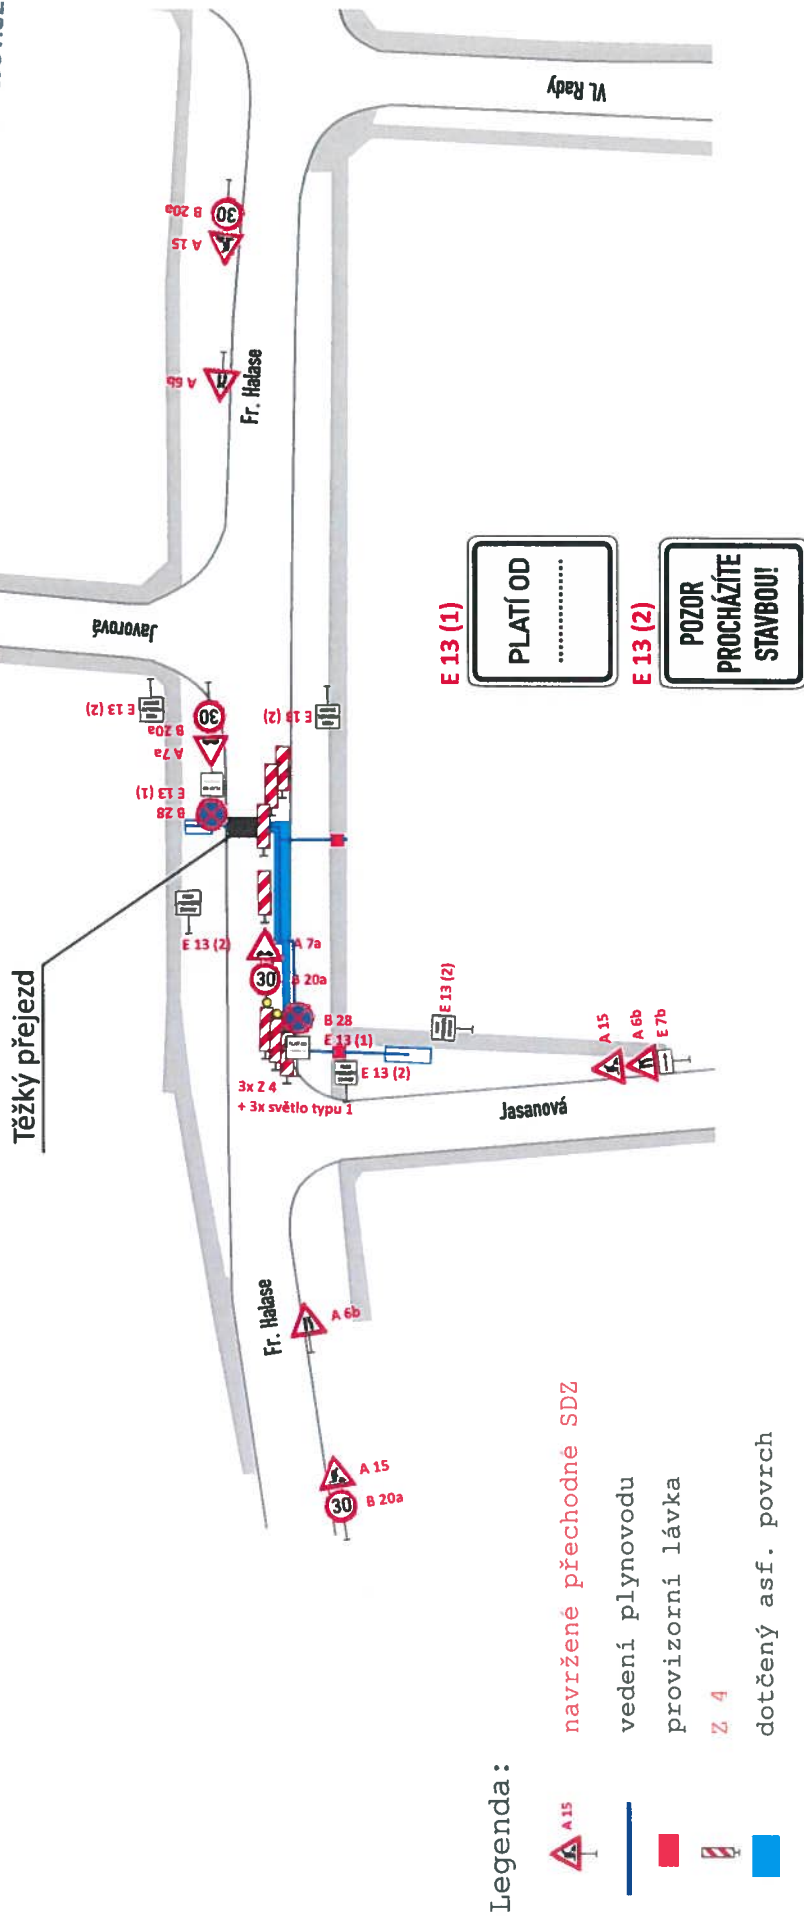 Těžký přejezd
Javorová
Vl. Rady
Fr. Halase
A 6b
A 15
B 20a
30
E 13 (2)
B 20a
30
A 7a
E 13 (1)
B 28
E 13 (2)
E 13 (2)
A 7a
30
B 20a
B 28
E 13 (1)
E 13 (2)
E 13 (2)
3x Z 4
+ 3x světlo typu 1
A 15
A 6b
E 7b
Jasanová
Fr. Halase
A 6b
A 15
30
B 20a
E 13 (1)
PLATÍ OD
............
E 13 (2)
POZOR
PROCHÁZÍTE
STAVBOU!
Legenda:
A 15
navržené přechodné SDZ
vedení plynovodu
provizorní lávka
Z 4
dotčený asf. povrch